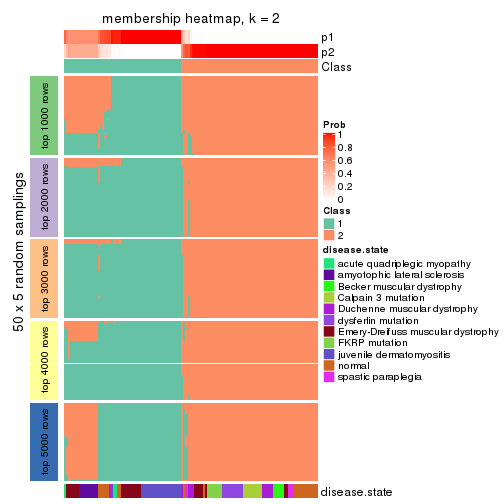 membership heatmap, k = 2
p1
p2
Class
50 x 5 random samplings
top 1000 rows
top 2000 rows
top 3000 rows
top 4000 rows
top 5000 rows
Prob
1
0.8
0.6
0.4
0.2
0
Class
1
2
disease.state
acute quadriplegic myopathy
amyotophic lateral sclerosis
Becker muscular dystrophy
Calpain 3 mutation
Duchenne muscular dystrophy
dysferlin mutation
Emery-Dreifuss muscular dystrophy
FKRP mutation
juvenile dermatomyositis
normal
spastic paraplegia
disease.state